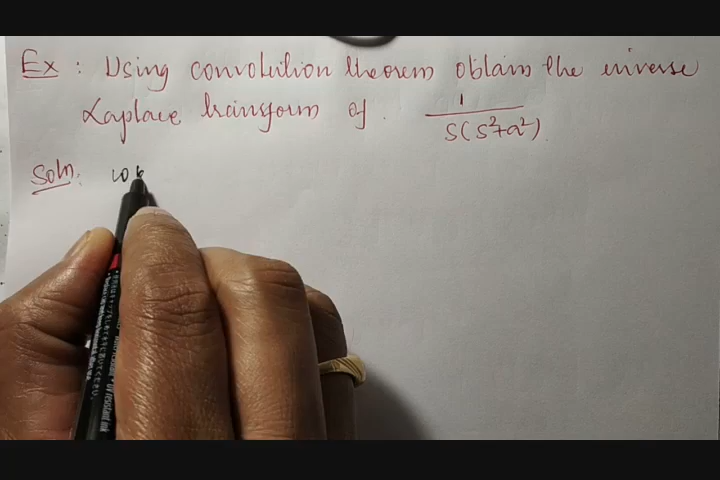 Ex : Using convolution theorem obtain the inverse
Laplace transform of 1/(S(S²+a²)).
Soln: